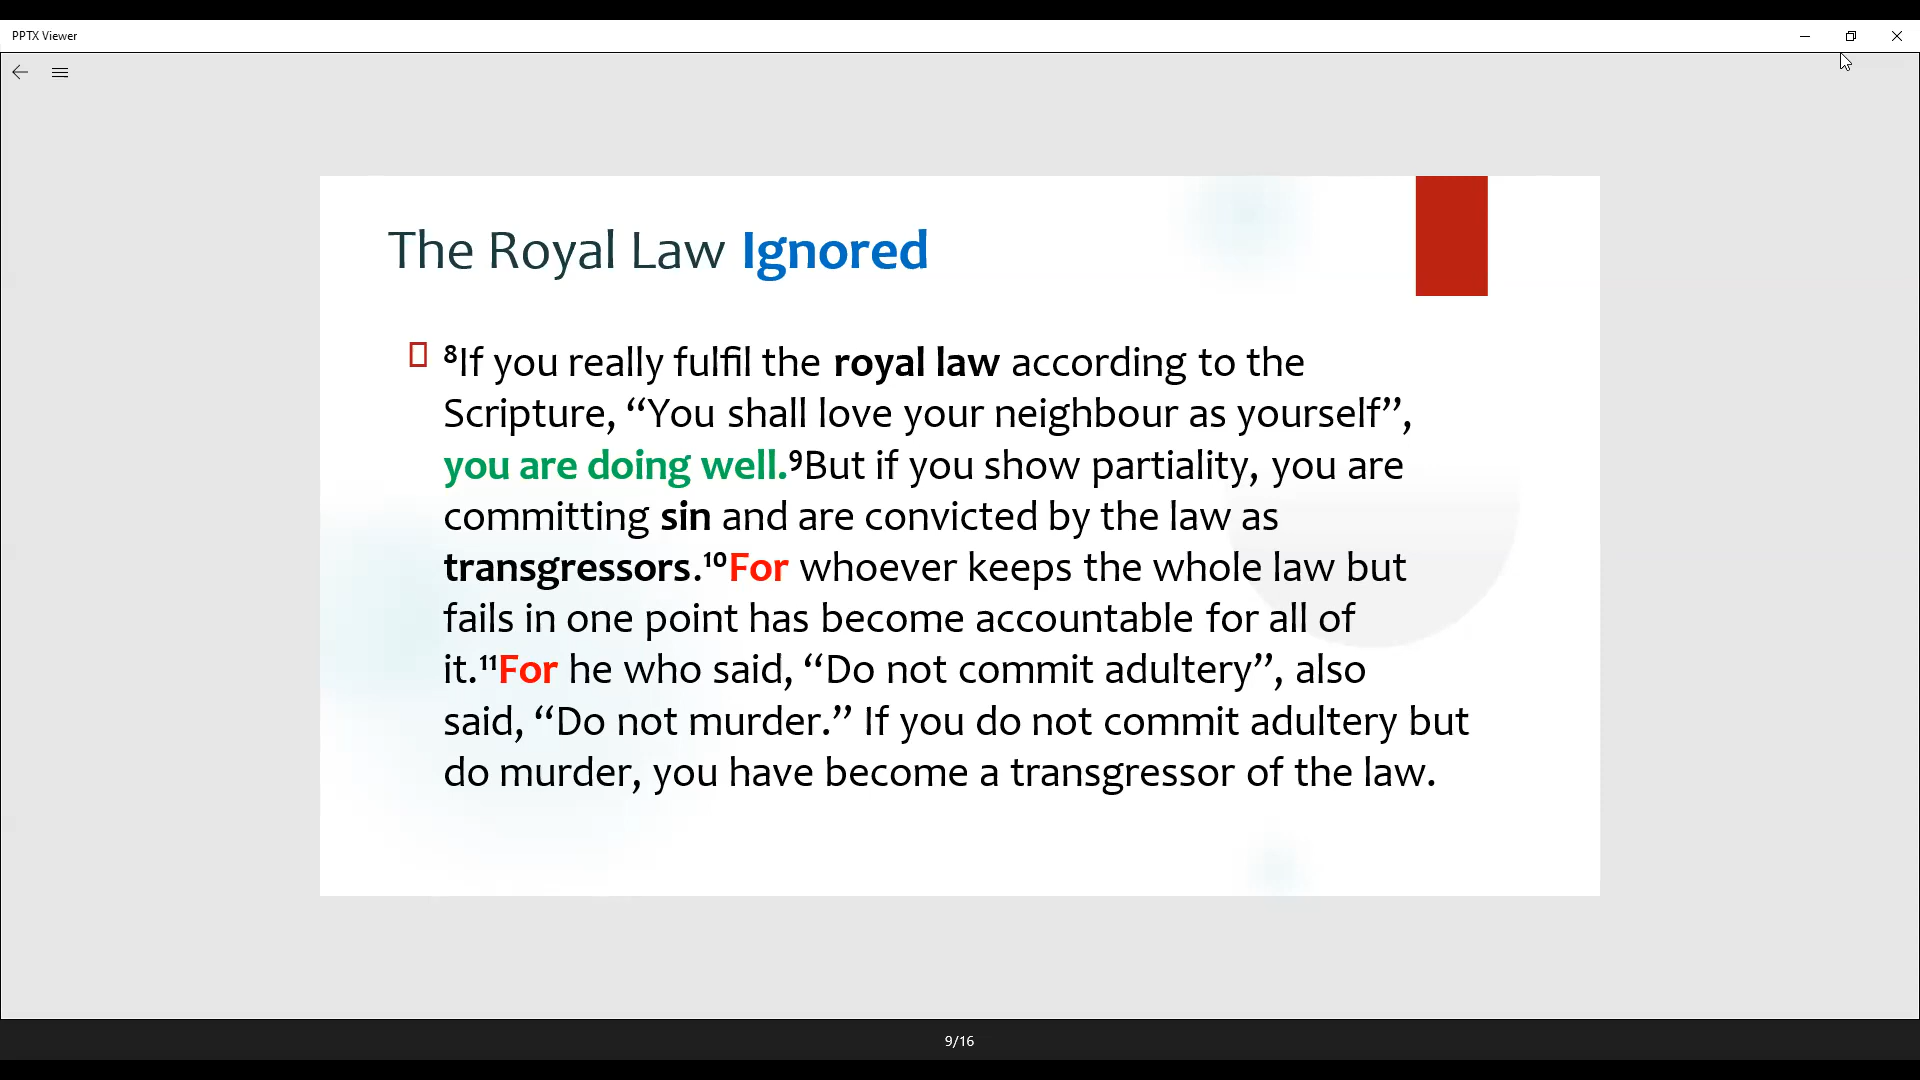 PPTX Viewer
The Royal Law Ignored
⁸If you really fulfil the royal law according to the
Scripture, “You shall love your neighbour as yourself”,
you are doing well.⁹But if you show partiality, you are
committing sin and are convicted by the law as
transgressors.¹⁰For whoever keeps the whole law but
fails in one point has become accountable for all of
it.¹¹For he who said, “Do not commit adultery”, also
said, “Do not murder.” If you do not commit adultery but
do murder, you have become a transgressor of the law.
9/16